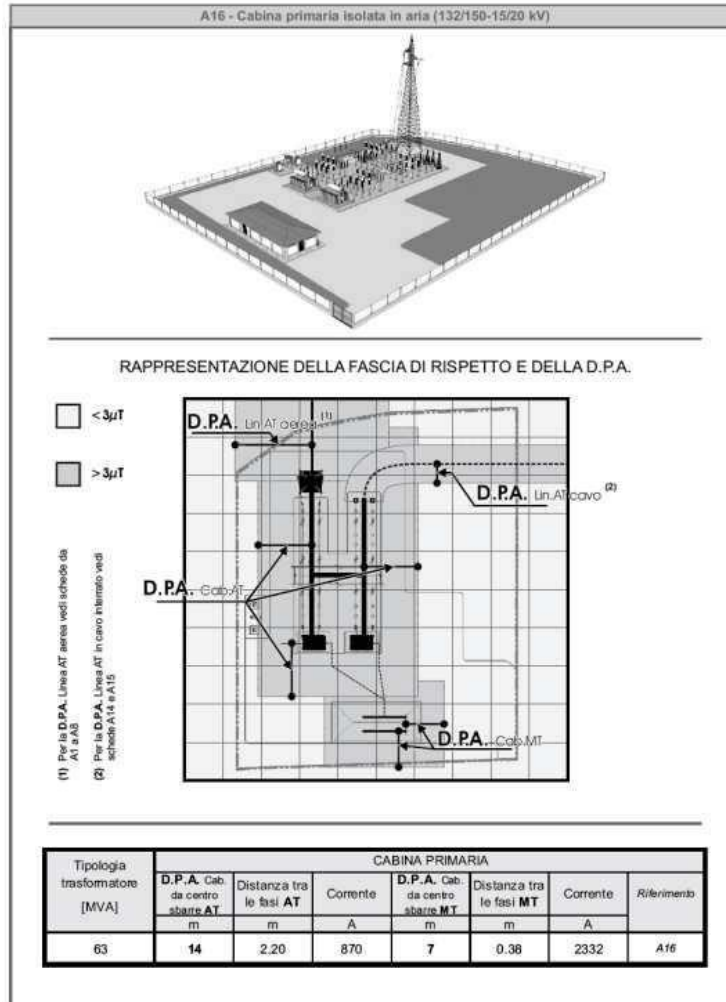 A16 - Cabina primaria isolata in aria (132/150-15/20 kV)
RAPPRESENTAZIONE DELLA FASCIA DI RISPETTO E DELLA D.P.A.
< 3μT
> 3μT
(1) Per la D.P.A. Linea AT aerea vedi schede da
A1 a A8
(2) Per la D.P.A. Linea AT in cavo interrato vedi
schede A14 e A15
D.P.A. Lin.AT aerea (1)
D.P.A. Lin.AT cavo (2)
D.P.A. Cab.AT
D.P.A. Cab.MT
Tipologia
trasformatore
[MVA]
CABINA PRIMARIA
D.P.A. Cab.
da centro
sbarre AT
Distanza tra
le fasi AT
Corrente
D.P.A. Cab.
da centro
sbarre MT
Distanza tra
le fasi MT
Corrente
Riferimento
m m A m m A
63 14 2.20 870 7 0.38 2332 A16